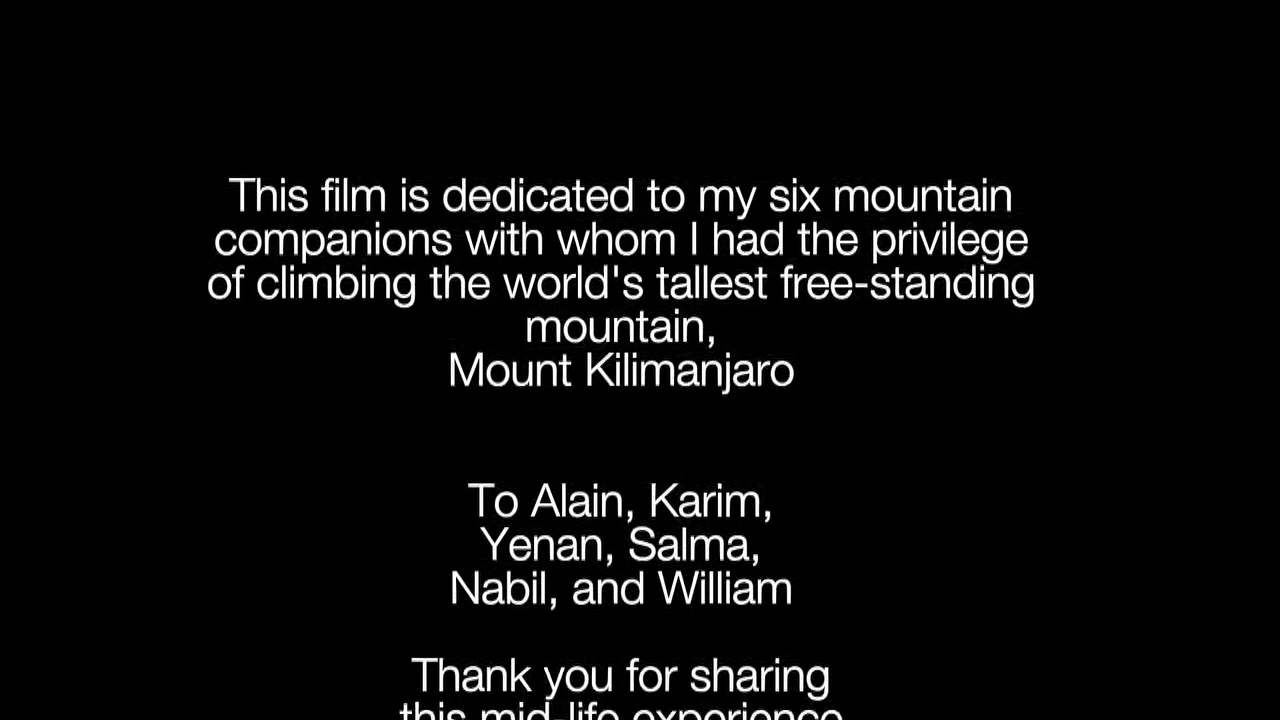 This film is dedicated to my six mountain
companions with whom I had the privilege
of climbing the world's tallest free-standing
mountain,
Mount Kilimanjaro
To Alain, Karim,
Yenan, Salma,
Nabil, and William
Thank you for sharing
this mid-life experience